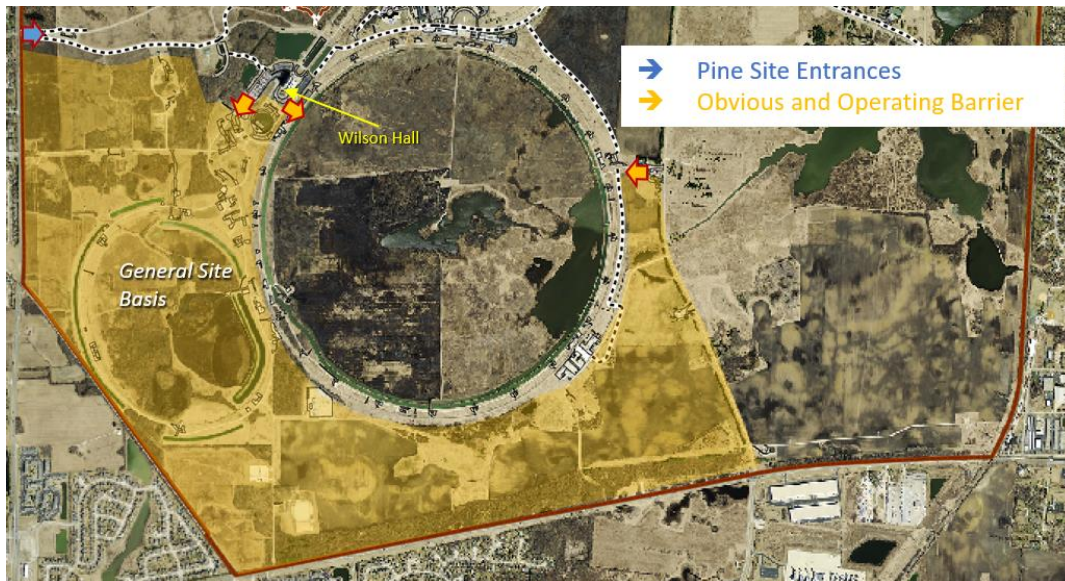 Pine Site Entrances
Obvious and Operating Barrier
Wilson Hall
General Site
Basis